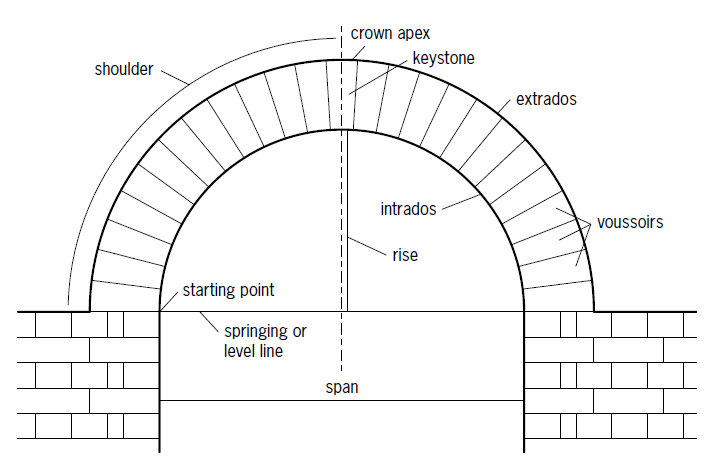 crown apex
keystone
shoulder
extrados
intrados
voussoirs
rise
starting point
springing or
level line
span